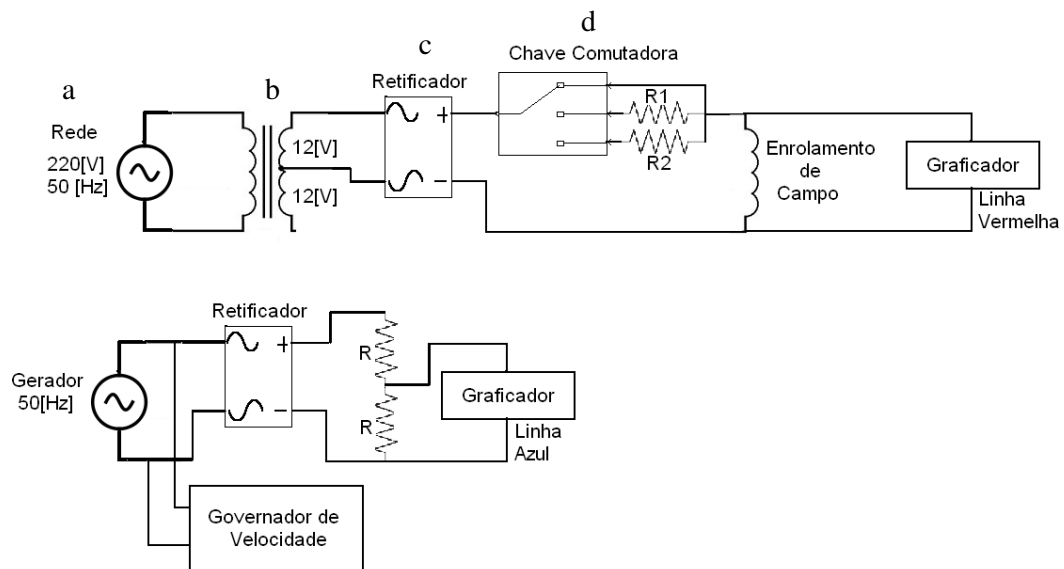 a
b
c
d
Rede
220[V]
50 [Hz]
12[V]
12[V]
Retificador
+
−
Chave Comutadora
R1
R2
Enrolamento
de
Campo
Graficador
Linha
Vermelha
Gerador
50[Hz]
Retificador
+
−
R
R
Graficador
Linha
Azul
Governador de
Velocidade